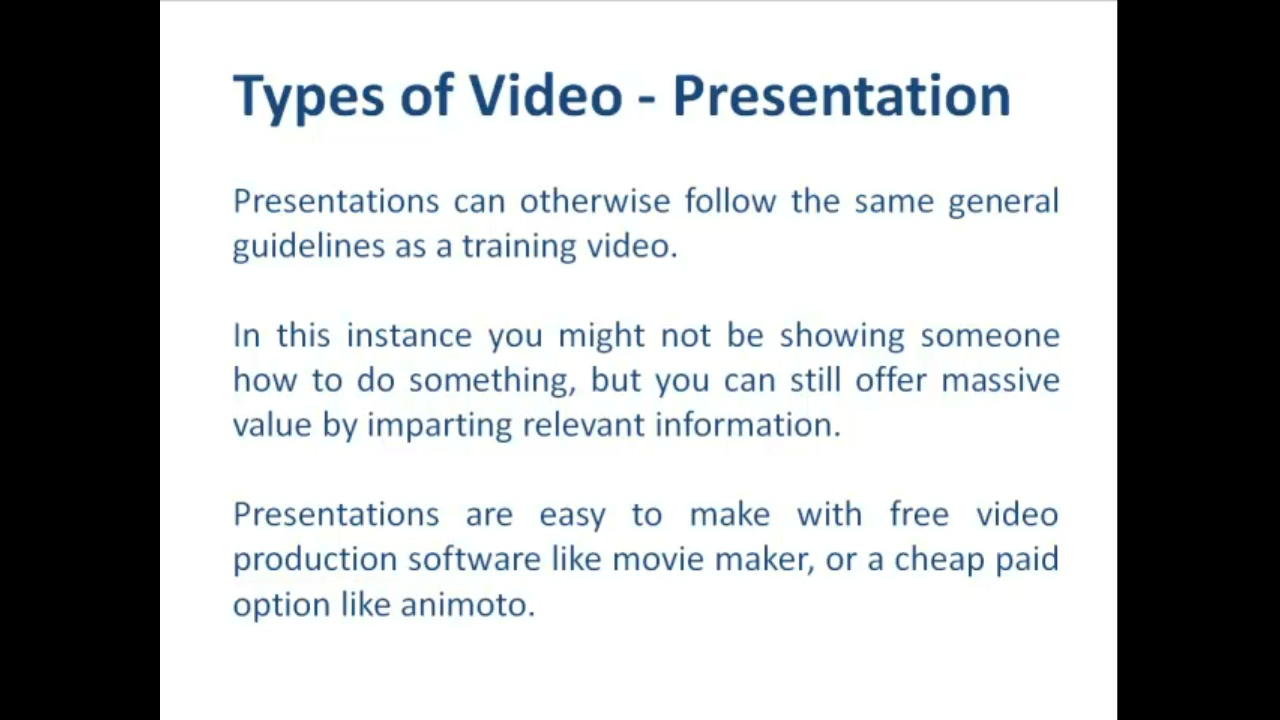 Types of Video - Presentation
Presentations can otherwise follow the same general
guidelines as a training video.
In this instance you might not be showing someone
how to do something, but you can still offer massive
value by imparting relevant information.
Presentations are easy to make with free video
production software like movie maker, or a cheap paid
option like animoto.